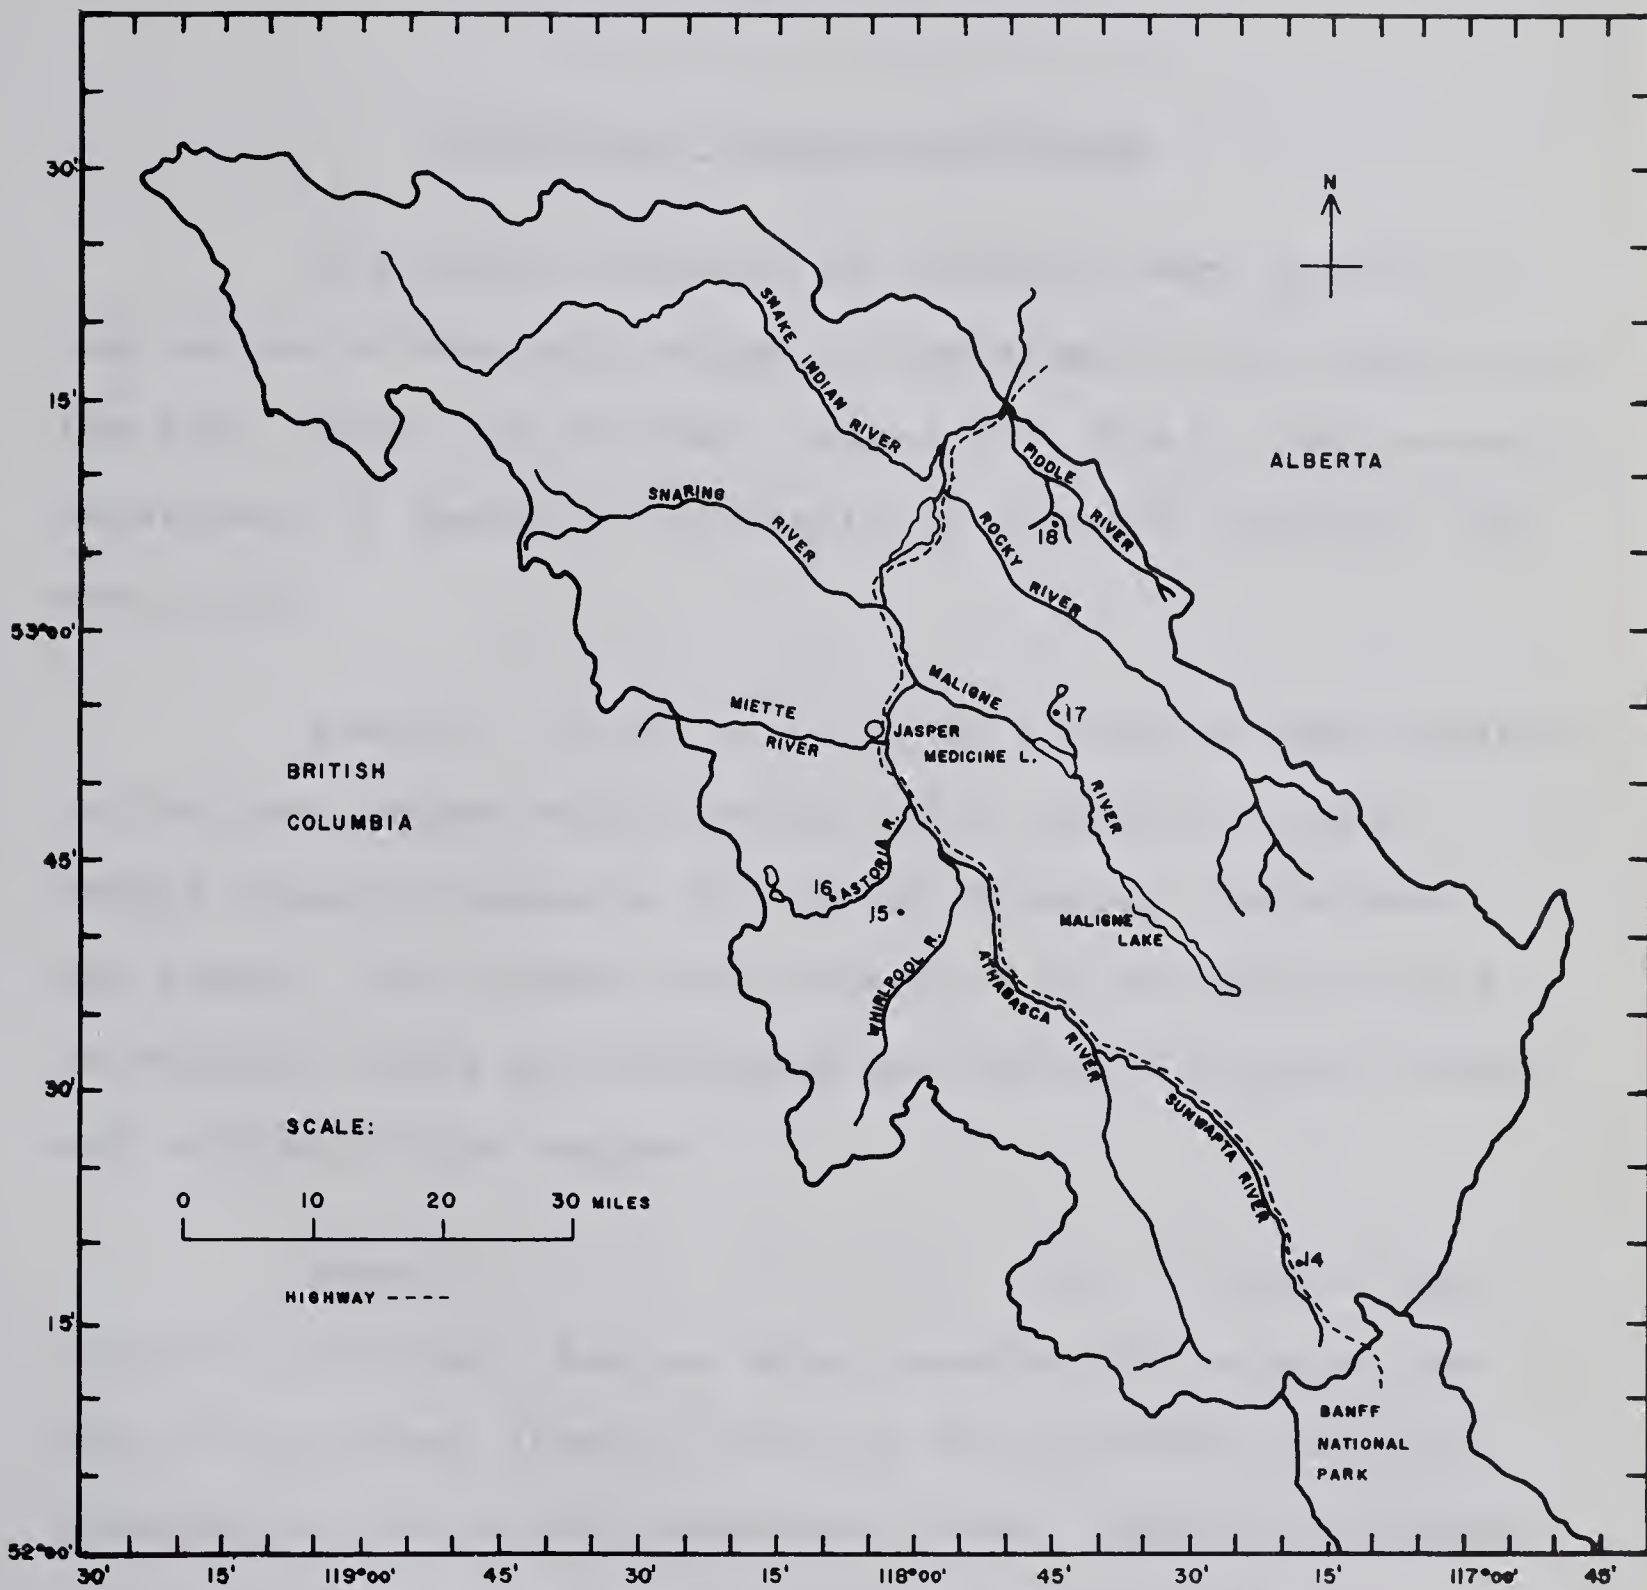 N
30'
SNAKE INDIAN RIVER
15'
FIDDLE RIVER
ALBERTA
SNARING RIVER
ROCKY RIVER
18
53°00'
MALIGNE RIVER
17
MIETTE RIVER
JASPER
MEDICINE L.
BRITISH
COLUMBIA
45'
ASTORIA R.
16
15
MALIGNE
LAKE
WHIRLPOOL R.
ATHABASCA RIVER
30'
SUNWAPTA RIVER
SCALE:
0 10 20 30 MILES
14
HIGHWAY ----
15'
BANFF
NATIONAL
PARK
52°00'
30' 15' 119°00' 45' 30' 15' 118°00' 45' 30' 15' 117°00' 45'